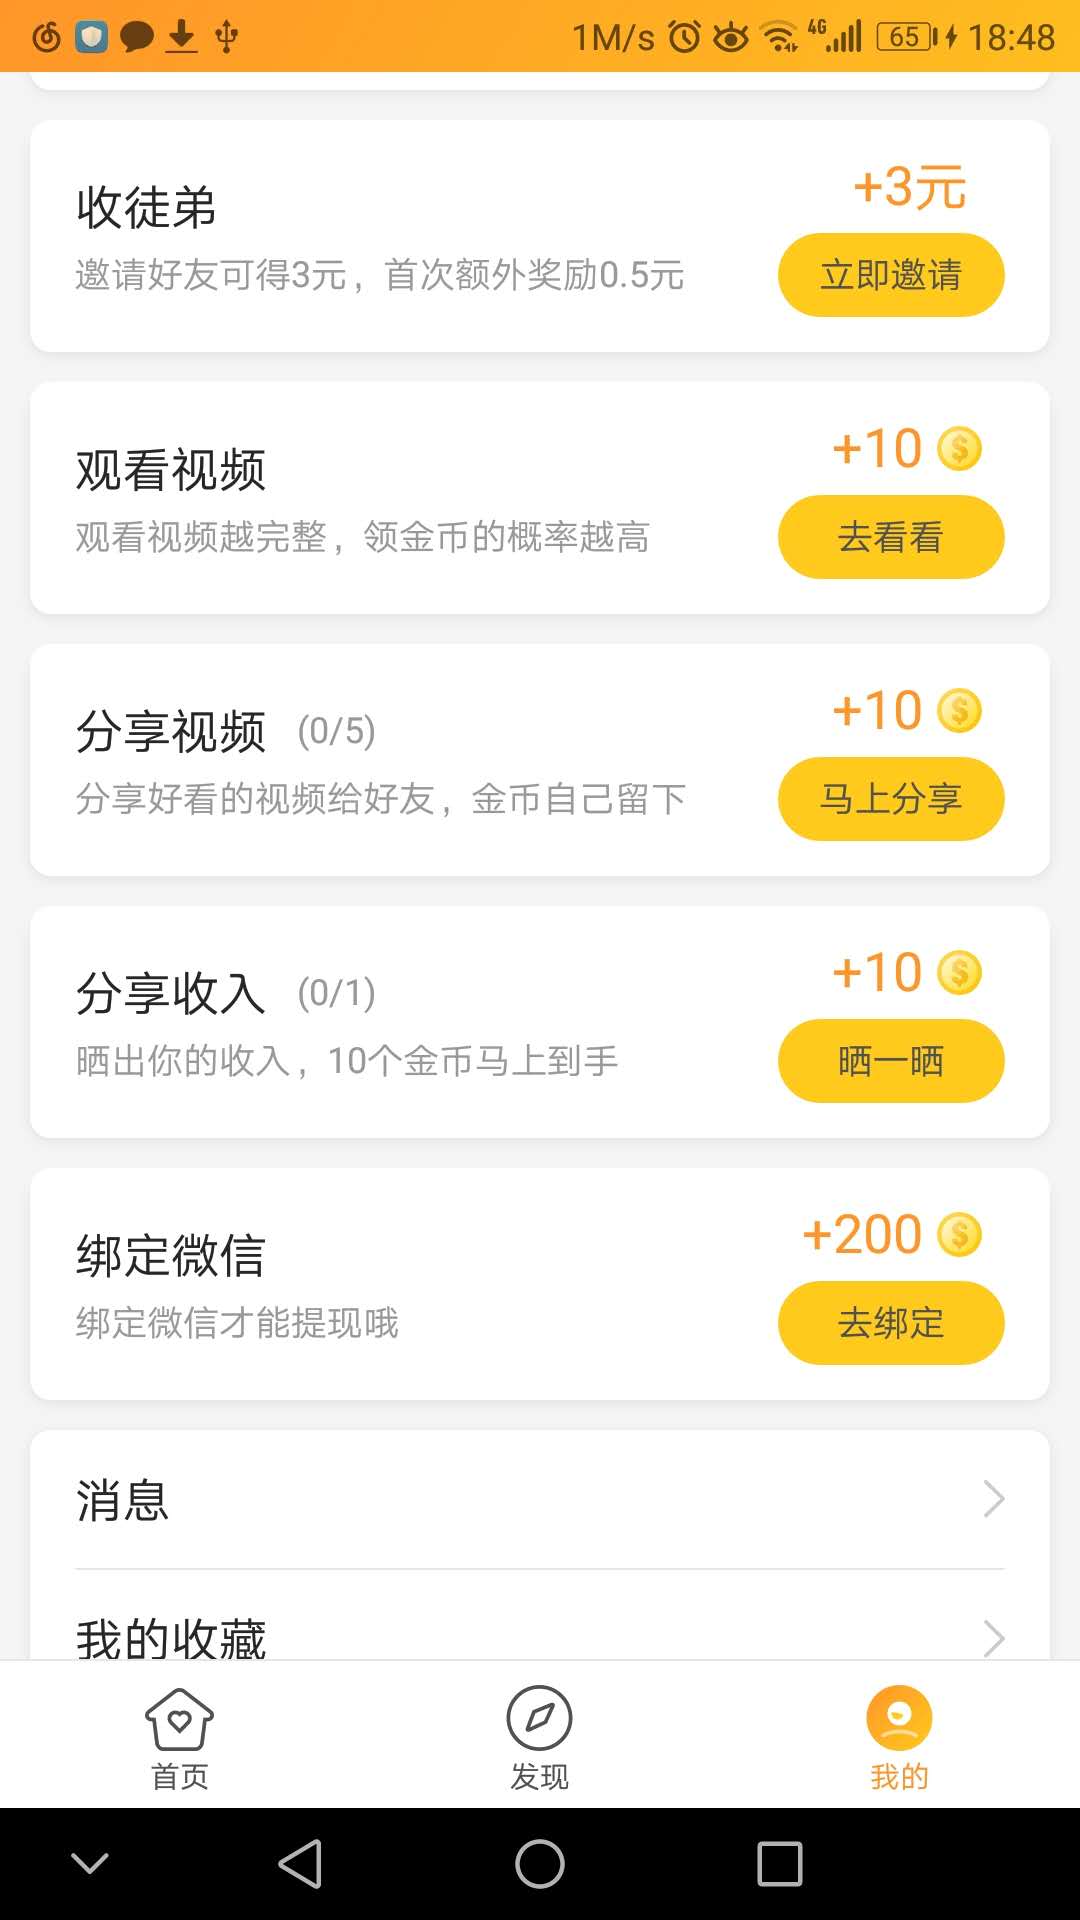 1M/s 4G 65 18:48
收徒弟
+3元
邀请好友可得3元，首次额外奖励0.5元
立即邀请
观看视频
+10
观看视频越完整，领金币的概率越高
去看看
分享视频 (0/5)
+10
分享好看的视频给好友，金币自己留下
马上分享
分享收入 (0/1)
+10
晒出你的收入，10个金币马上到手
晒一晒
绑定微信
+200
绑定微信才能提现哦
去绑定
消息
我的收藏
首页 发现 我的